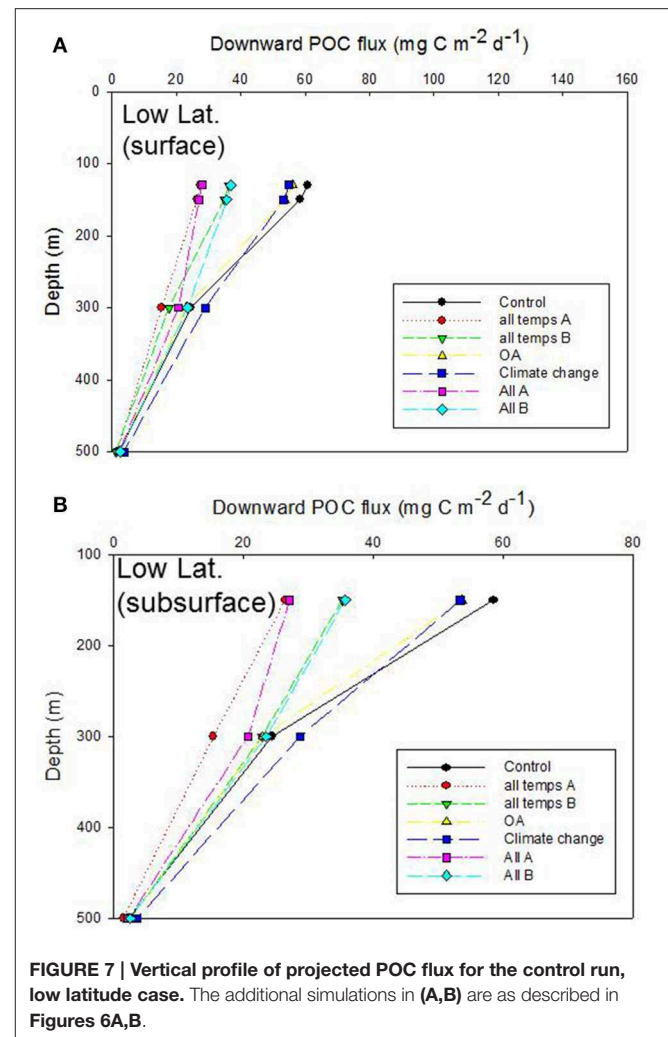 A
Downward POC flux (mg C m⁻² d⁻¹)
0 20 40 60 80 100 120 140 160
0
100
200
300
400
500
Depth (m)
Low Lat.
(surface)
Control
all temps A
all temps B
OA
Climate change
All A
All B
B
Downward POC flux (mg C m⁻² d⁻¹)
0 20 40 60 80
100
200
300
400
500
Depth (m)
Low Lat.
(subsurface)
Control
all temps A
all temps B
OA
Climate change
All A
All B
FIGURE 7 | Vertical profile of projected POC flux for the control run,
low latitude case. The additional simulations in (A,B) are as described in
Figures 6A,B.